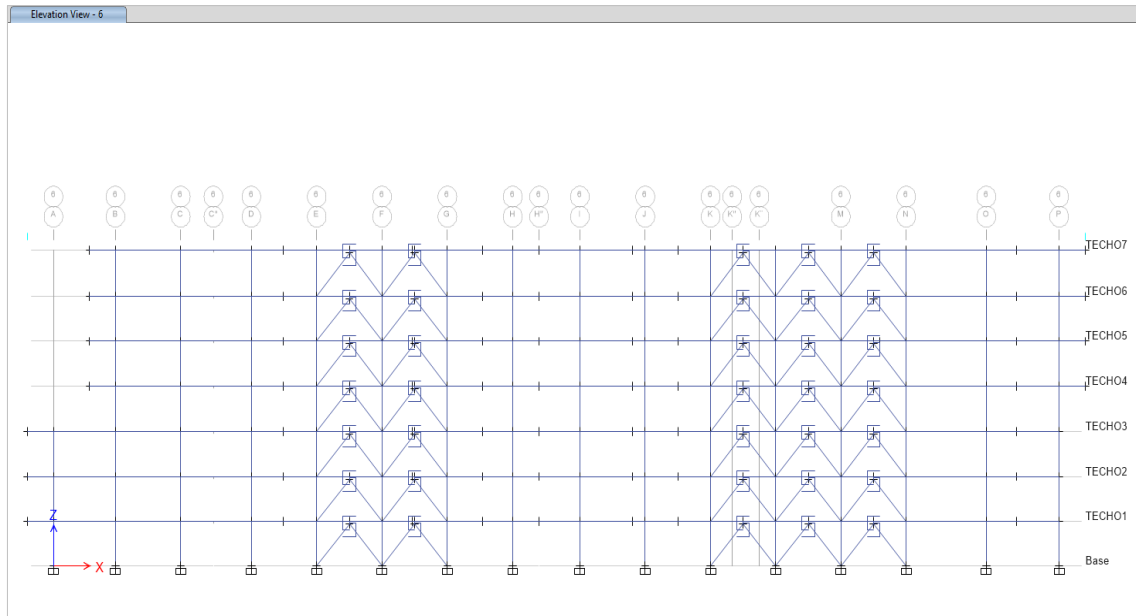 Elevation View - 6
6 6 6 6 6 6 6 6 6 6 6 6 6 6 6 6 6 6 6
A B C C" D E F G H H" I J K K" K' M N O P
TECHO7
TECHO6
TECHO5
TECHO4
TECHO3
TECHO2
TECHO1
Z
X
Base